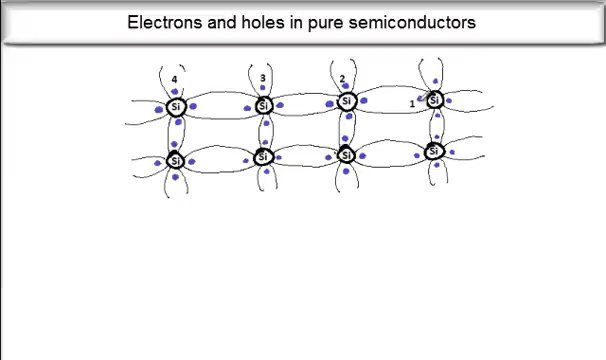 Electrons and holes in pure semiconductors
4 3 2
Si Si Si 1 Si
Si Si Si Si